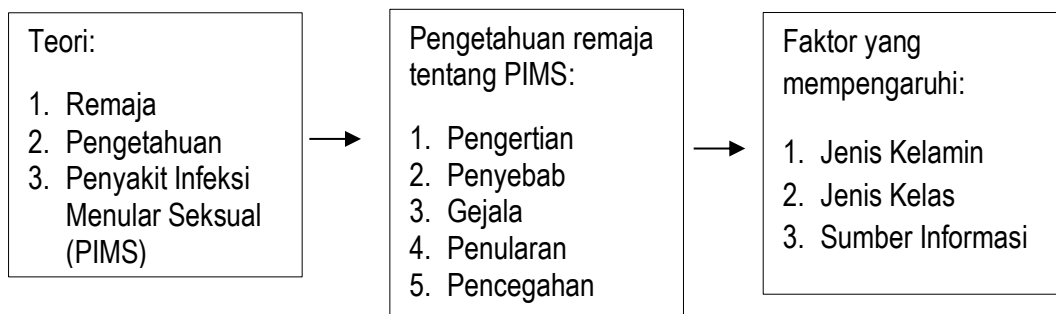 Teori:
1. Remaja
2. Pengetahuan
3. Penyakit Infeksi
Menular Seksual
(PIMS)
Pengetahuan remaja
tentang PIMS:
1. Pengertian
2. Penyebab
3. Gejala
4. Penularan
5. Pencegahan
Faktor yang
mempengaruhi:
1. Jenis Kelamin
2. Jenis Kelas
3. Sumber Informasi